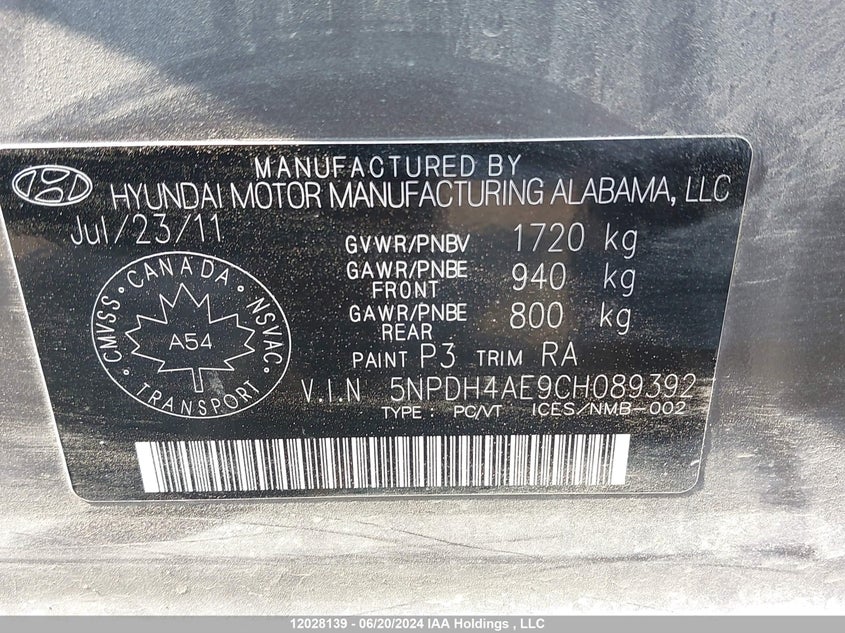 MANUFACTURED BY
HYUNDAI MOTOR MANUFACTURING ALABAMA, LLC
Jul/23/11
GVWR/PNBV 1720 kg
GAWR/PNBE FRONT 940 kg
GAWR/PNBE REAR 800 kg
PAINT P3 TRIM RA
CANADA · NSVAC · TRANSPORT · CMVSS ·
A54
V.I.N 5NPDH4AE9CH089392
TYPE : PC/VT ICES/NMB-002
12028139 - 06/20/2024 IAA Holdings , LLC